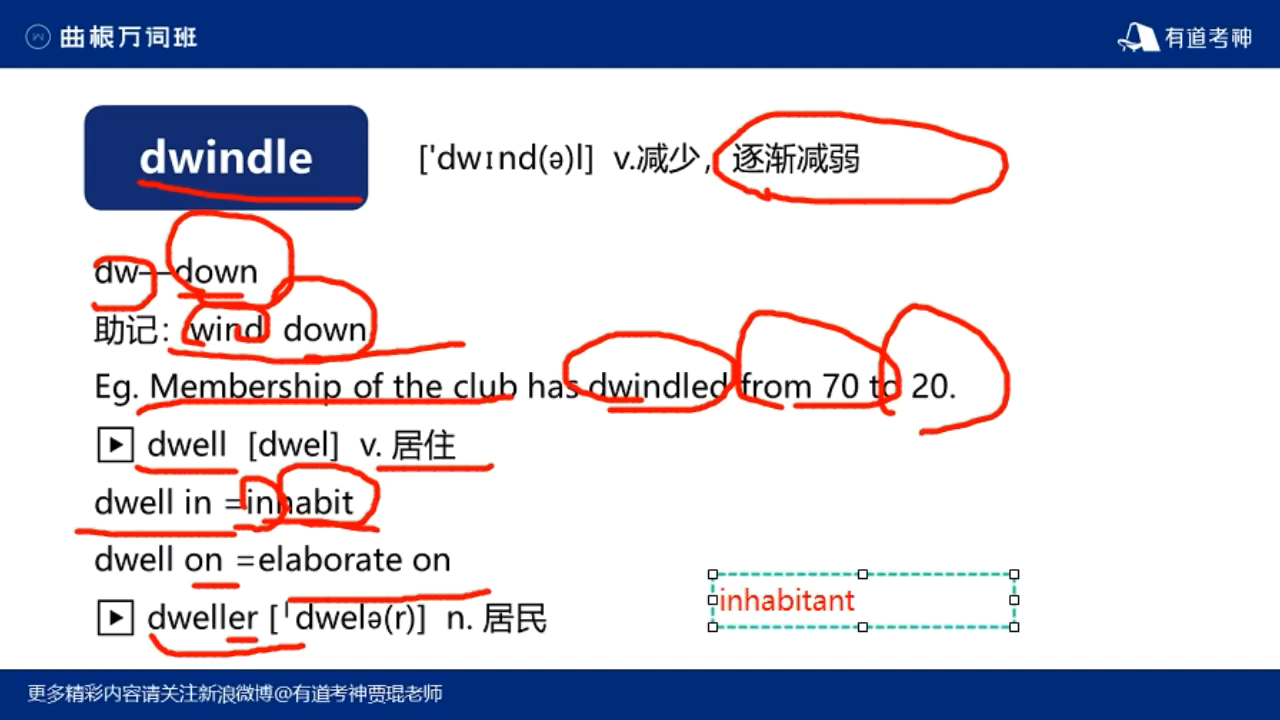 曲根万词班
有道考神
dwindle
['dwɪnd(ə)l] v.减少，逐渐减弱
dw—down
助记：wind down
Eg. Membership of the club has dwindled from 70 to 20.
dwell [dwel] v. 居住
dwell in =inhabit
dwell on =elaborate on
dweller [ˈdwelə(r)] n. 居民
inhabitant
更多精彩内容请关注新浪微博@有道考神贾琨老师